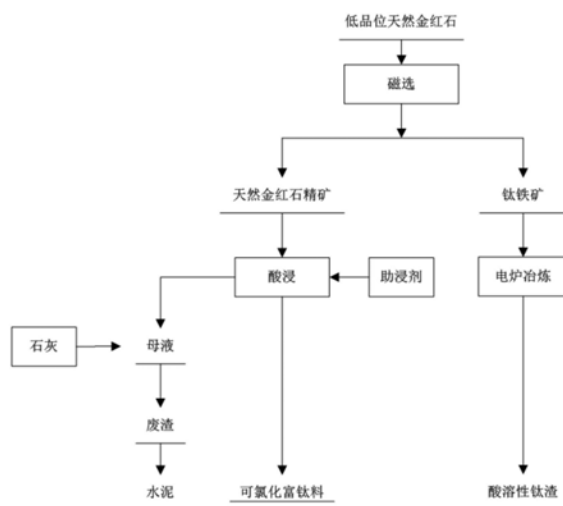 低品位天然金红石
磁选
天然金红石精矿
钛铁矿
酸浸
助浸剂
电炉冶炼
石灰
母液
废渣
水泥
可氯化富钛料
酸溶性钛渣